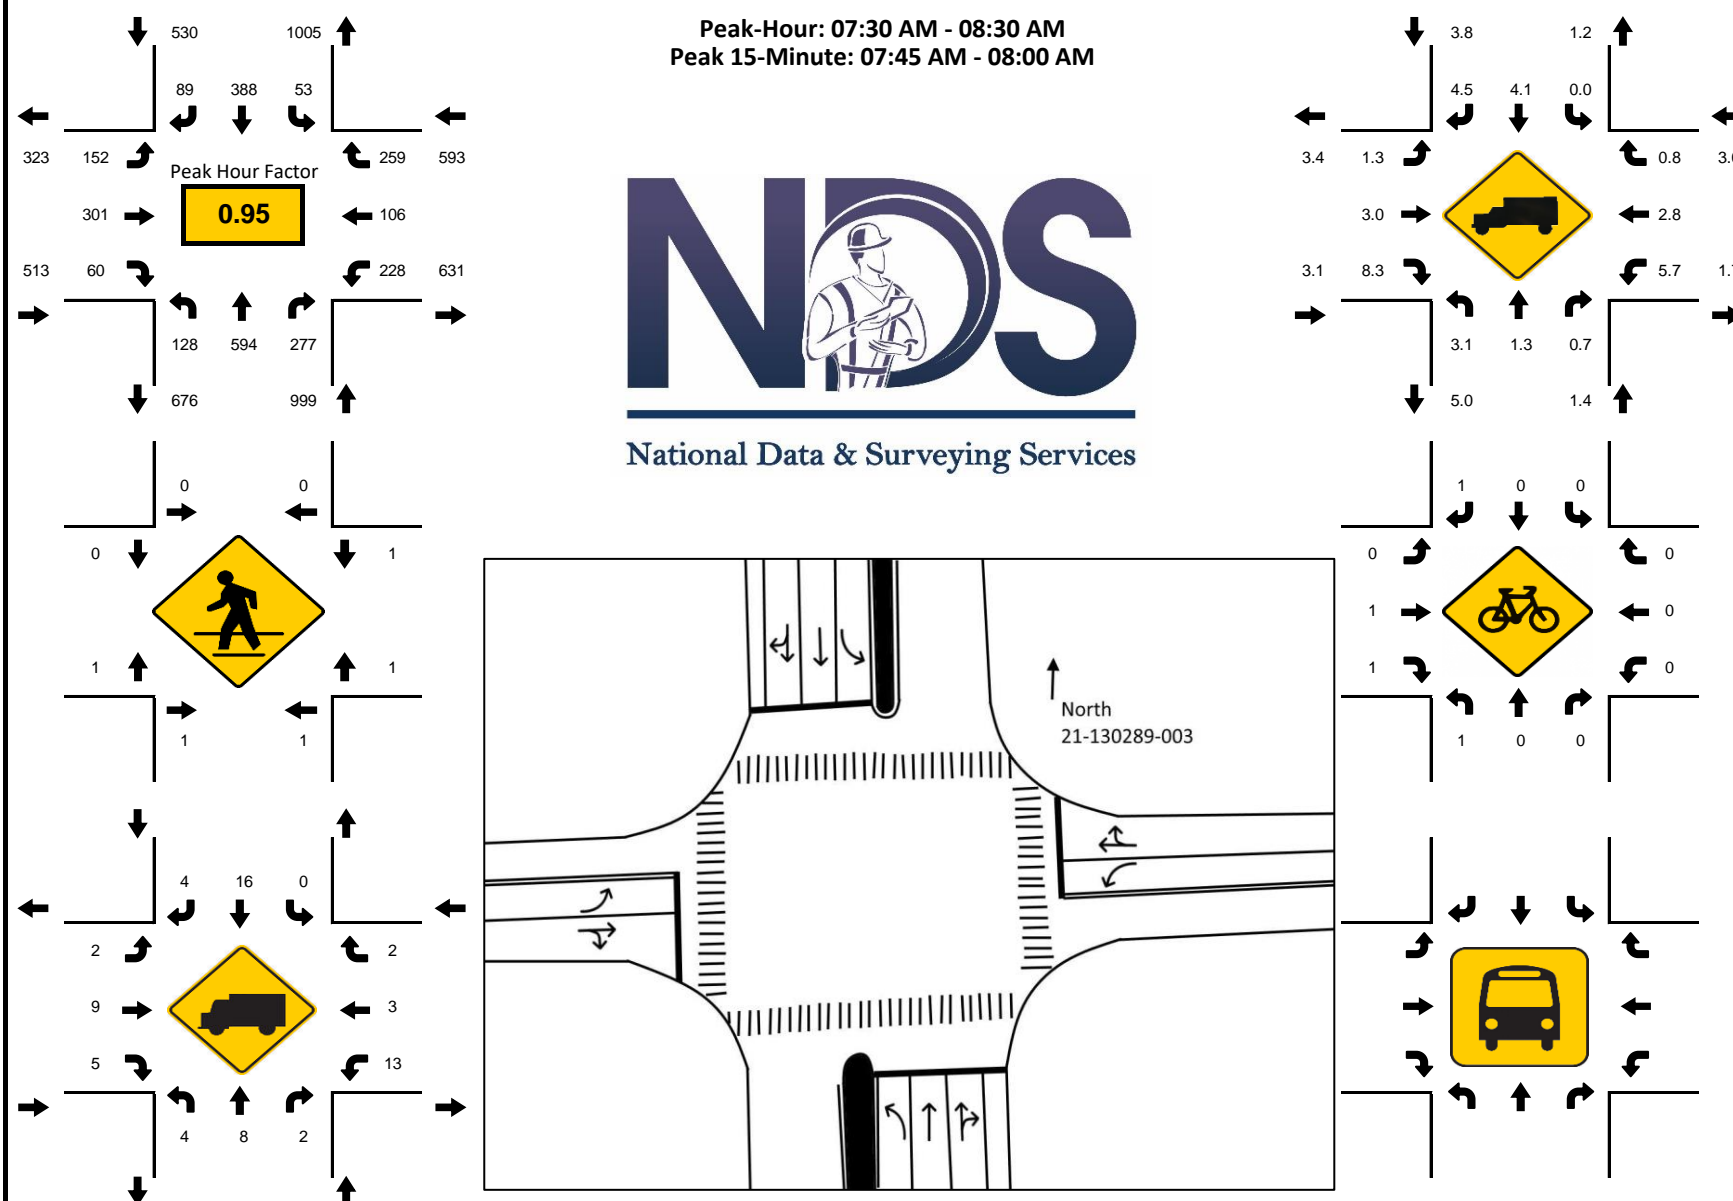 Peak-Hour: 07:30 AM - 08:30 AM
Peak 15-Minute: 07:45 AM - 08:00 AM
530 1005
89 388 53
323 152 259 593
Peak Hour Factor
301 0.95 106
513 60 228 631
128 594 277
676 999
0 0
0 1
1 1
1 1
4 16 0
2 2
9 3
5 13
4 8 2
NDS
National Data & Surveying Services
North
21-130289-003
3.8 1.2
4.5 4.1 0.0
3.4 1.3 0.8
3.0 2.8
3.1 8.3 5.7
3.1 1.3 0.7
5.0 1.4
1 0 0
0 0
1 0
1 0
1 0 0